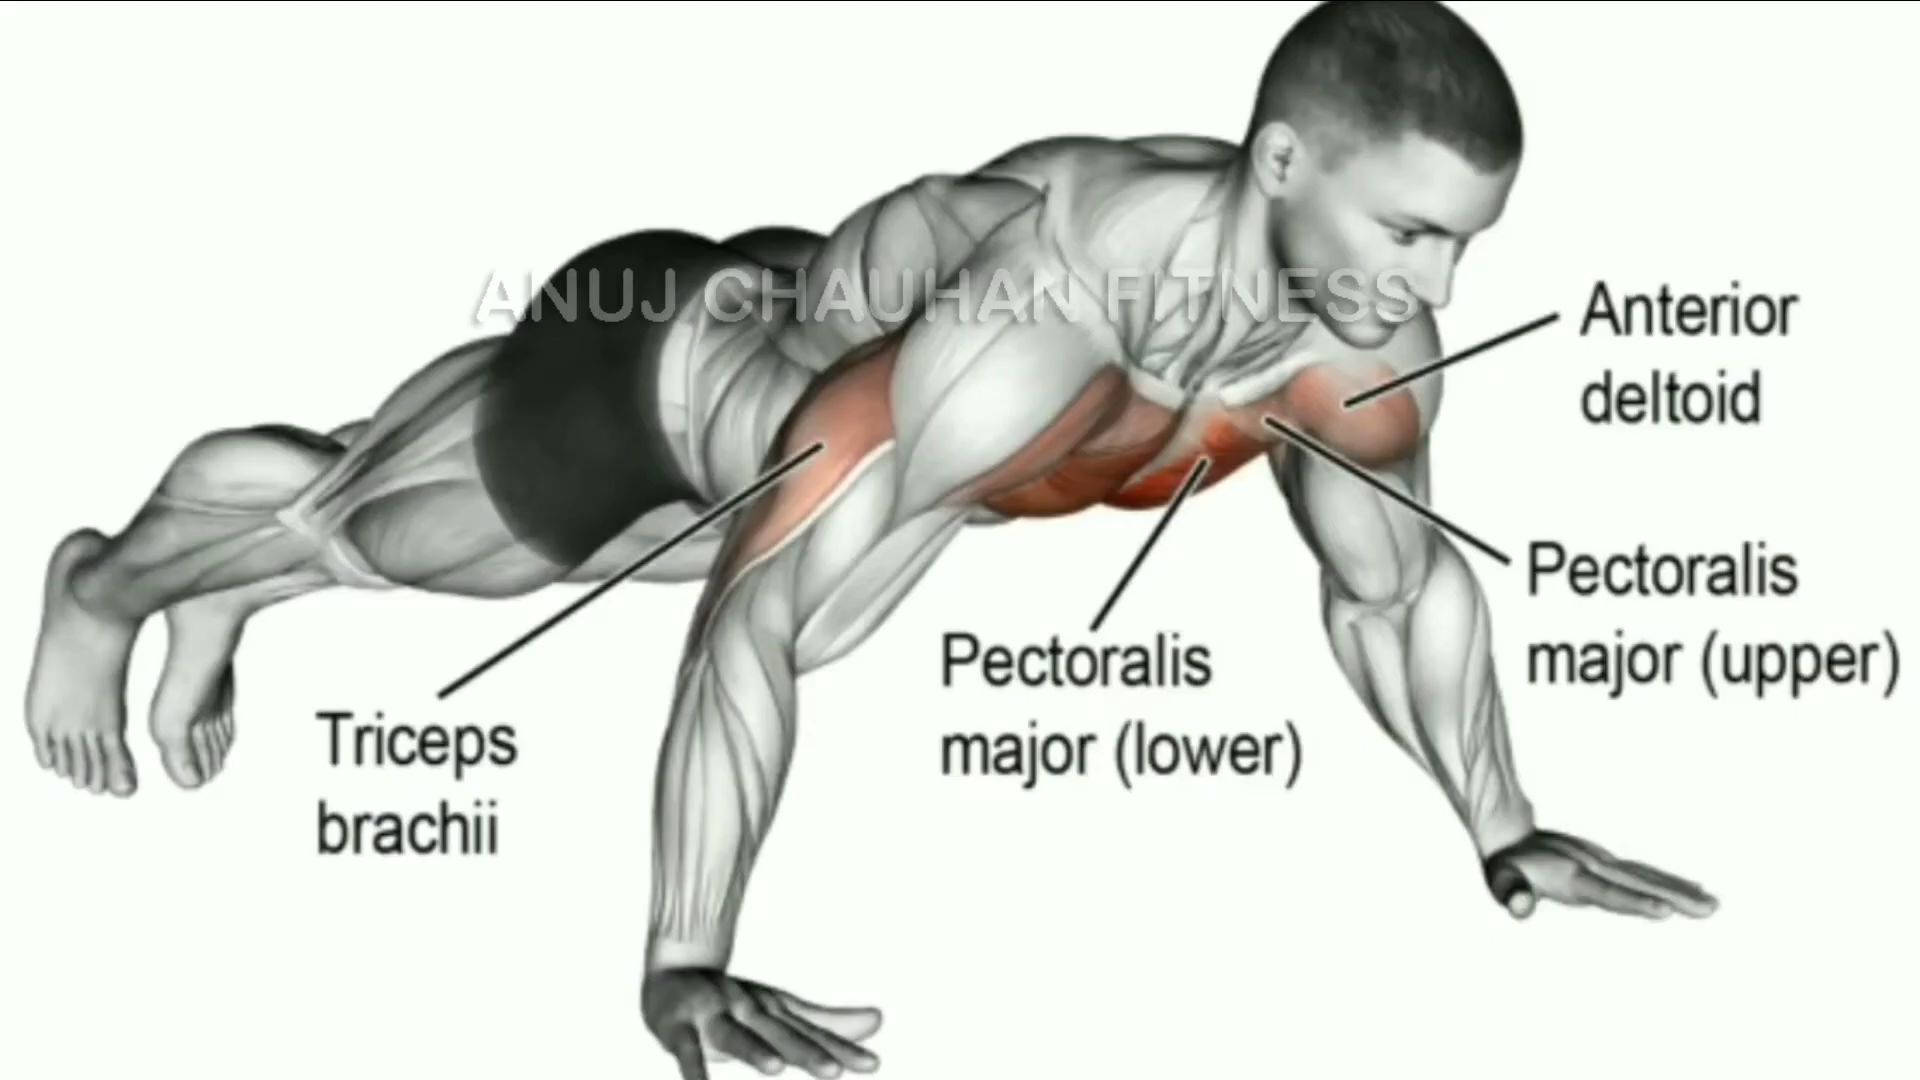 ANUJ CHAUHAN FITNESS
Anterior
deltoid
Pectoralis
major (upper)
Pectoralis
major (lower)
Triceps
brachii